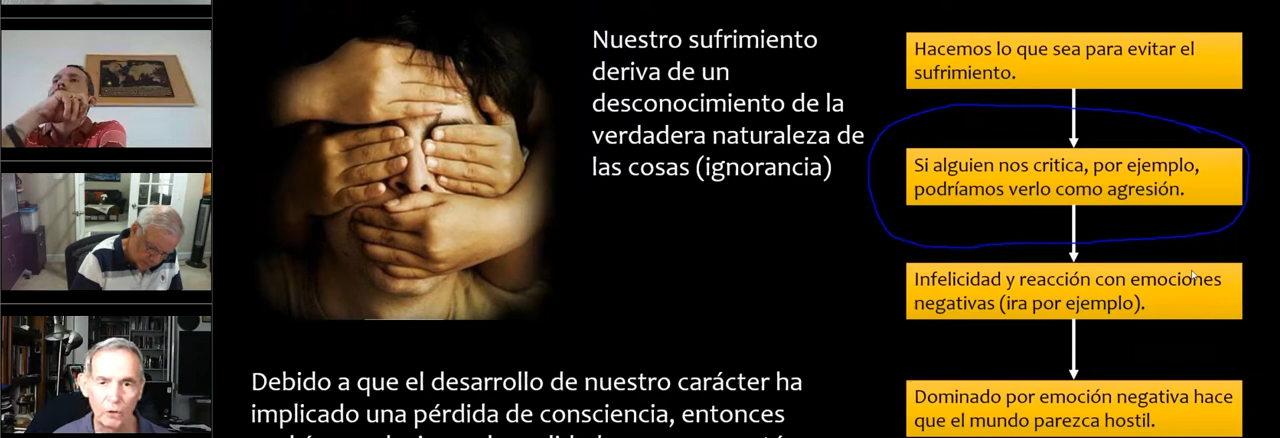 Nuestro sufrimiento
deriva de un
desconocimiento de la
verdadera naturaleza de
las cosas (ignorancia)
Debido a que el desarrollo de nuestro carácter ha
implicado una pérdida de consciencia, entonces
Hacemos lo que sea para evitar el
sufrimiento.
Si alguien nos critica, por ejemplo,
podríamos verlo como agresión.
Infelicidad y reacción con emociones
negativas (ira por ejemplo).
Dominado por emoción negativa hace
que el mundo parezca hostil.